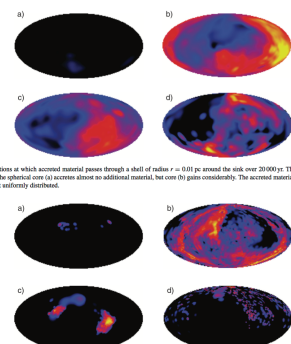 a)
b)
c)
d)
tions at which accreted material passes through a shell of radius r = 0.01 pc around the sink over 20 000 yr. Th
he spherical core (a) accretes almost no additional material, but core (b) gains considerably. The accreted materia
t uniformly distributed.
a)
b)
c)
d)